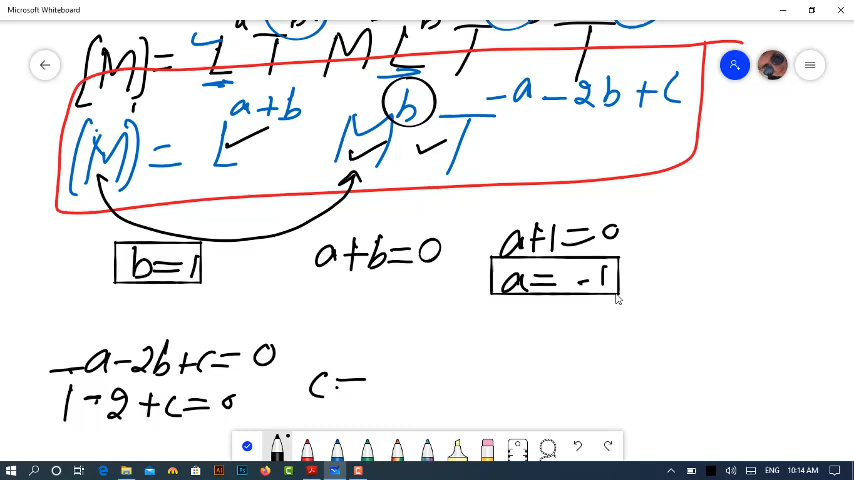 Microsoft Whiteboard
a b
[M] = L T M L T T
[M] = L^a+b M^b T^-a-2b+c
b=1 a+b=0 a+1=0
a=-1
-a-2b+c=0
1-2+c=0 c=
ENG 10:14 AM